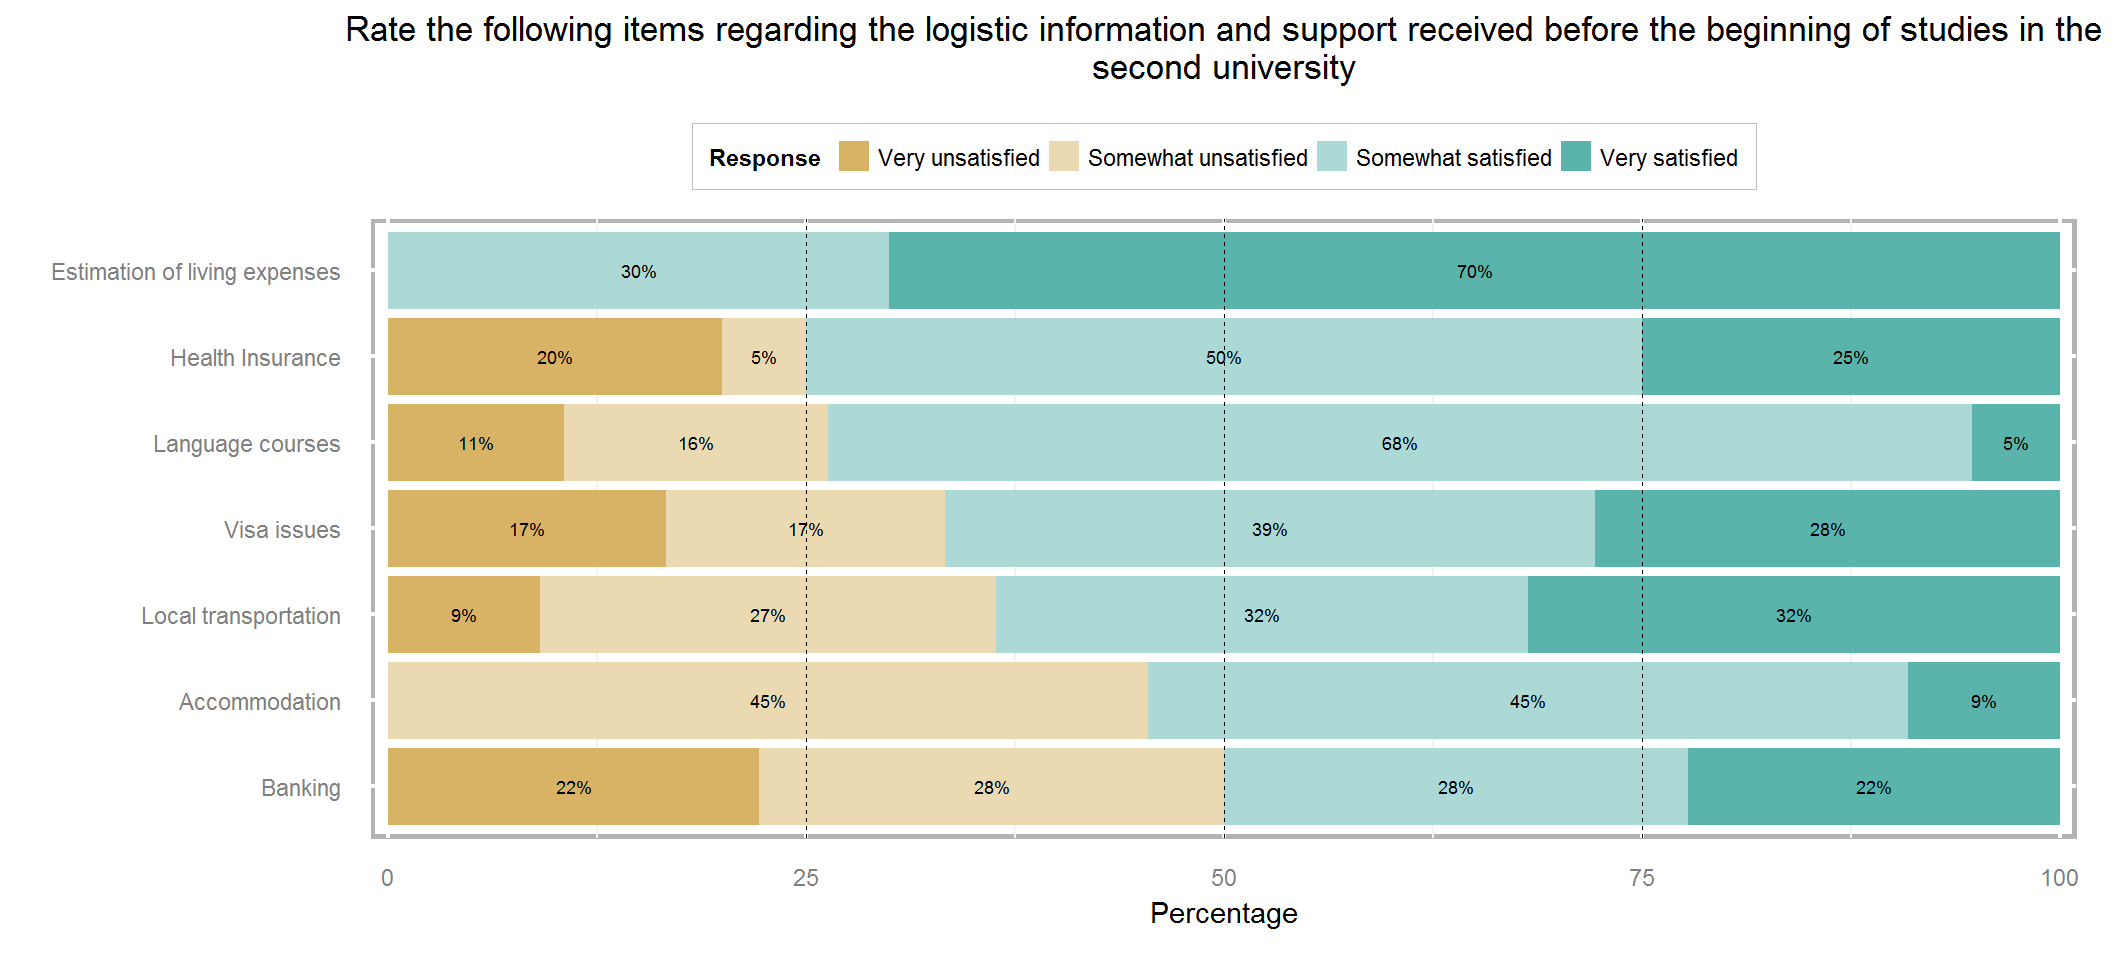 Rate the following items regarding the logistic information and support received before the beginning of studies in the
second university
Response Very unsatisfied Somewhat unsatisfied Somewhat satisfied Very satisfied
Estimation of living expenses 30% 70%
Health Insurance 20% 5% 50% 25%
Language courses 11% 16% 68% 5%
Visa issues 17% 17% 39% 28%
Local transportation 9% 27% 32% 32%
Accommodation 45% 45% 9%
Banking 22% 28% 28% 22%
0 25 50 75 100
Percentage